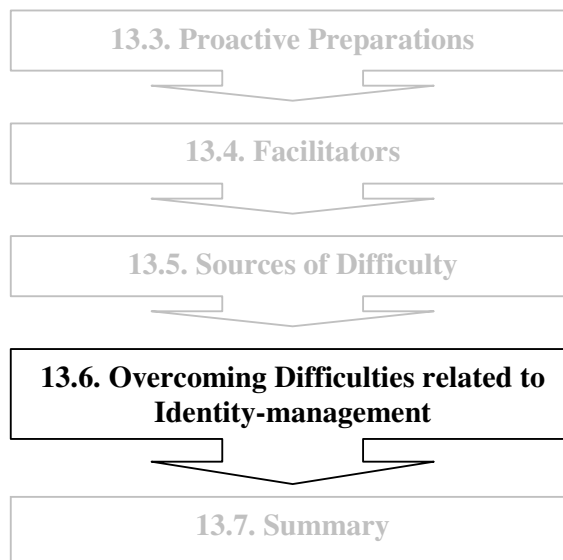 13.3. Proactive Preparations
13.4. Facilitators
13.5. Sources of Difficulty
13.6. Overcoming Difficulties related to
Identity-management
13.7. Summary